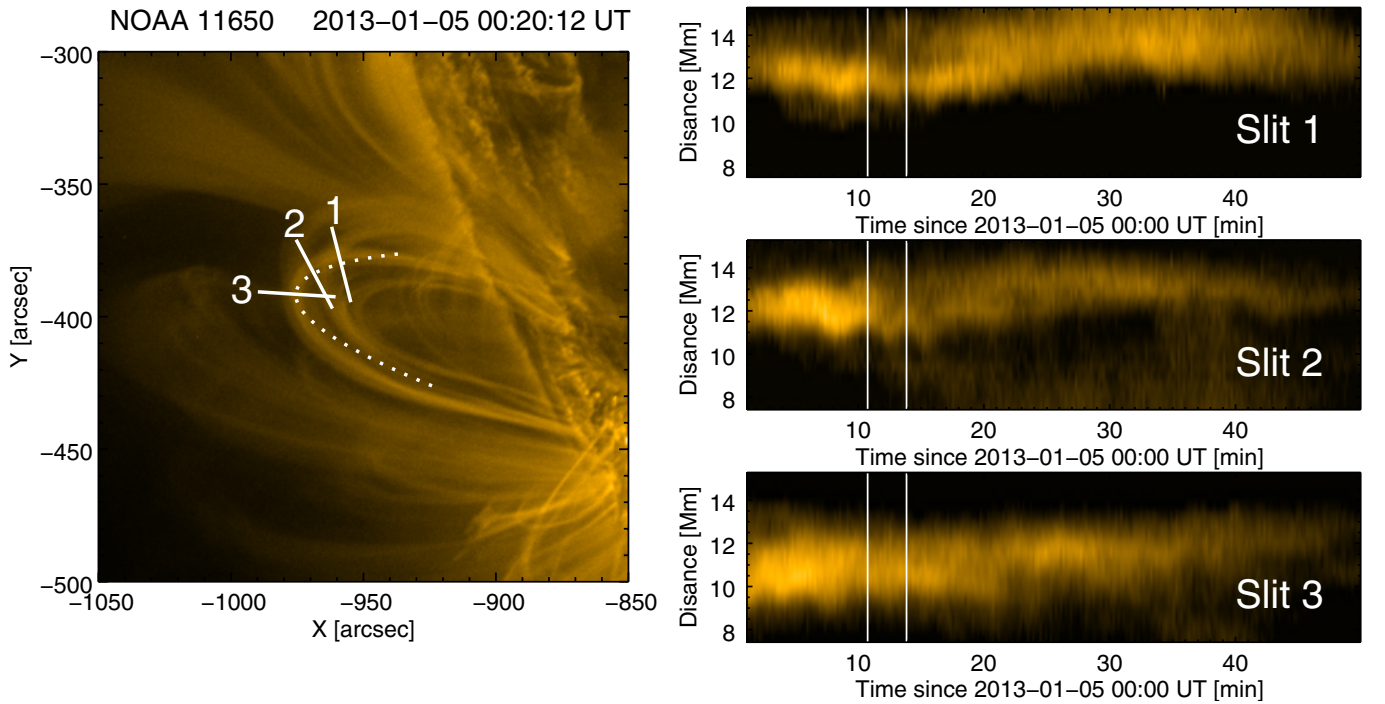 NOAA 11650 2013−01−05 00:20:12 UT
−300
−350
−400
−450
−500
Y [arcsec]
1
2
3
−1050 −1000 −950 −900 −850
X [arcsec]
14
12
10
8
Disance [Mm]
Slit 1
10 20 30 40
Time since 2013−01−05 00:00 UT [min]
14
12
10
8
Disance [Mm]
Slit 2
10 20 30 40
Time since 2013−01−05 00:00 UT [min]
14
12
10
8
Disance [Mm]
Slit 3
10 20 30 40
Time since 2013−01−05 00:00 UT [min]